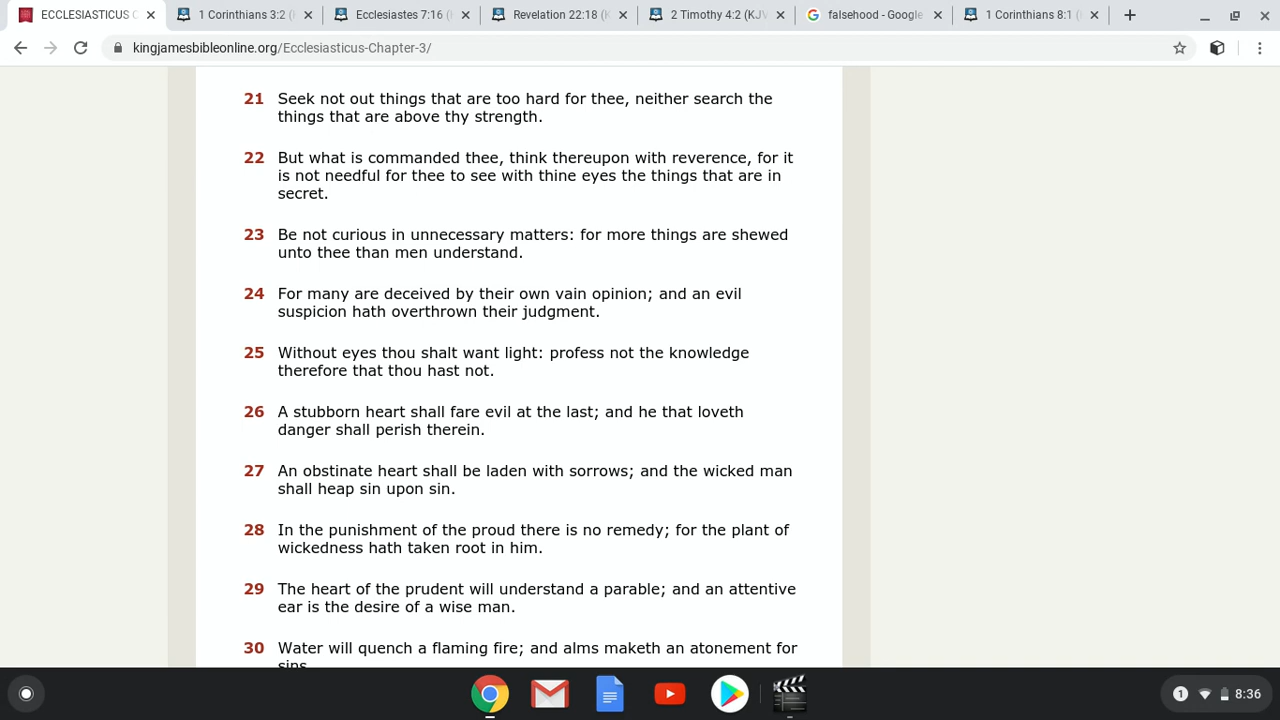 ECCLESIASTICUS C
1 Corinthians 3:2 (
Ecclesiastes 7:16 (
Revelation 22:18 (
2 Timothy 4:2 (KJV
falsehood - Google
1 Corinthians 8:1 (
kingjamesbibleonline.org/Ecclesiasticus-Chapter-3/
21 Seek not out things that are too hard for thee, neither search the
things that are above thy strength.
22 But what is commanded thee, think thereupon with reverence, for it
is not needful for thee to see with thine eyes the things that are in
secret.
23 Be not curious in unnecessary matters: for more things are shewed
unto thee than men understand.
24 For many are deceived by their own vain opinion; and an evil
suspicion hath overthrown their judgment.
25 Without eyes thou shalt want light: profess not the knowledge
therefore that thou hast not.
26 A stubborn heart shall fare evil at the last; and he that loveth
danger shall perish therein.
27 An obstinate heart shall be laden with sorrows; and the wicked man
shall heap sin upon sin.
28 In the punishment of the proud there is no remedy; for the plant of
wickedness hath taken root in him.
29 The heart of the prudent will understand a parable; and an attentive
ear is the desire of a wise man.
30 Water will quench a flaming fire; and alms maketh an atonement for
sins
1
8:36